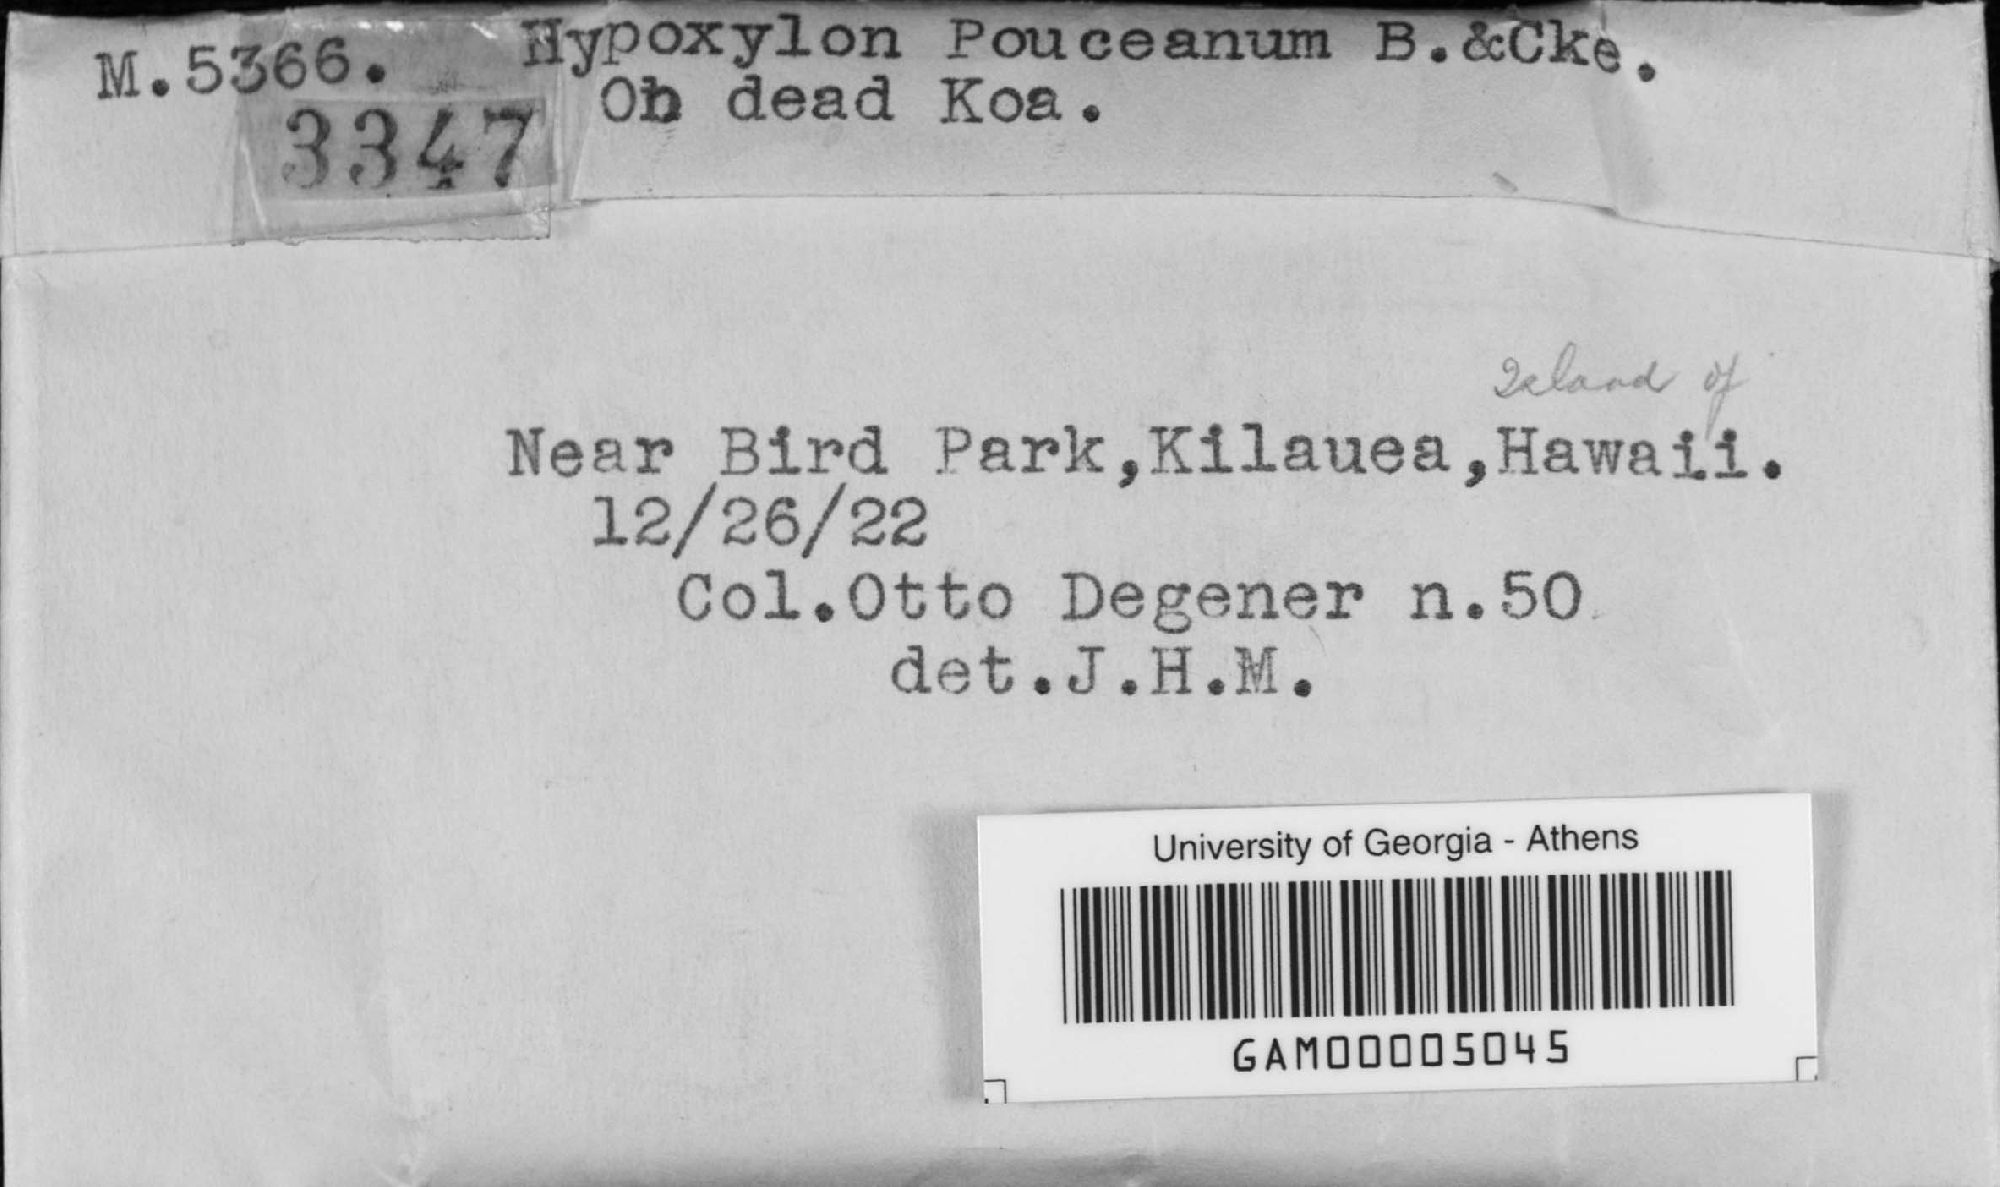 M.5366. Hypoxylon Pouceanum B.&Cke.
3347 On dead Koa.
Island of
Near Bird Park,Kilauea,Hawaii.
12/26/22
Col.Otto Degener n.50
det.J.H.M.
University of Georgia - Athens
GAM00005045